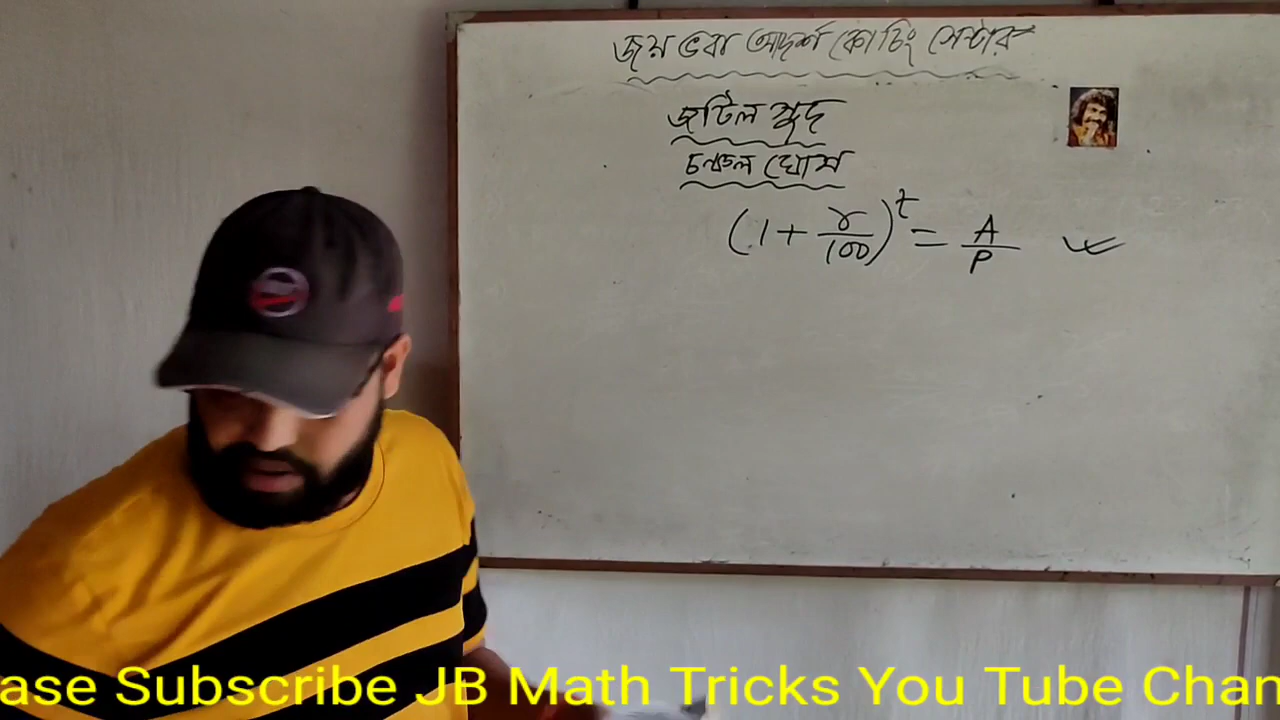 জয় ভবা আদর্শ কোচিং সেন্টার
জটিল সুদ
চঞ্চল ঘোষ
(1 + r/100)^t = A/P
ase Subscribe JB Math Tricks You Tube Chan